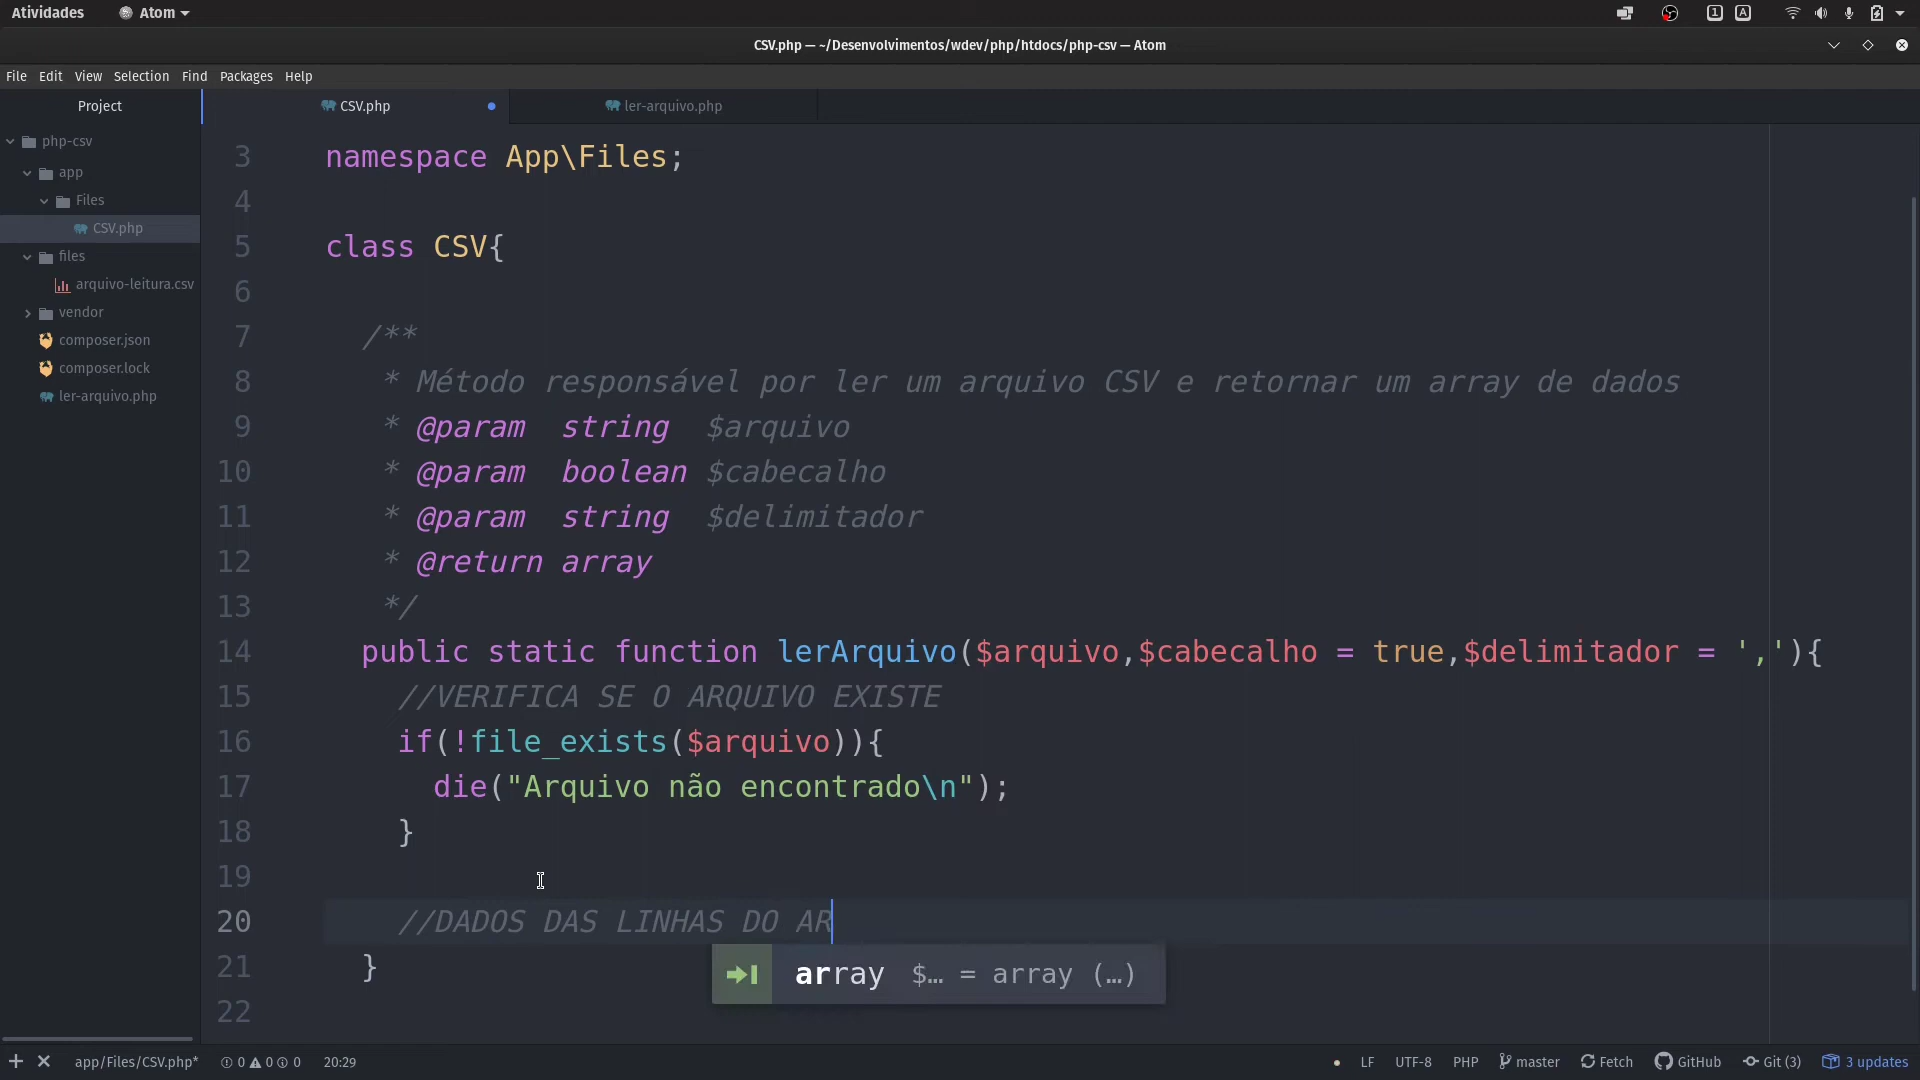 Atividades Atom 1 A
CSV.php — ~/Desenvolvimentos/wdev/php/htdocs/php-csv — Atom
File Edit View Selection Find Packages Help
Project
CSV.php
ler-arquivo.php
php-csv
app
Files
CSV.php
files
arquivo-leitura.csv
vendor
composer.json
composer.lock
ler-arquivo.php
3 namespace App\Files;
4
5 class CSV{
6
7 /**
8 * Método responsável por ler um arquivo CSV e retornar um array de dados
9 * @param string $arquivo
10 * @param boolean $cabecalho
11 * @param string $delimitador
12 * @return array
13 */
14 public static function lerArquivo($arquivo,$cabecalho = true,$delimitador = ','){
15 //VERIFICA SE O ARQUIVO EXISTE
16 if(!file_exists($arquivo)){
17 die("Arquivo não encontrado\n");
18 }
19
20 //DADOS DAS LINHAS DO AR
21 }
array $… = array (…)
22
app/Files/CSV.php* 0 0 0 20:29 LF UTF-8 PHP master Fetch GitHub Git (3) 3 updates